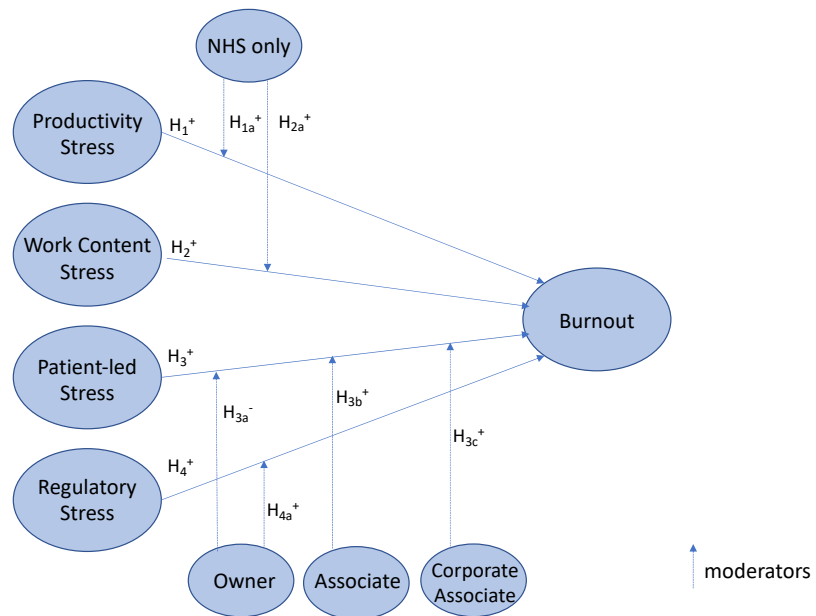 NHS only
Productivity
Stress
H1+
H1a+
H2a+
Work Content
Stress
H2+
Burnout
Patient-led
Stress
H3+
H3a-
H3b+
H3c+
Regulatory
Stress
H4+
H4a+
Owner
Associate
Corporate
Associate
moderators